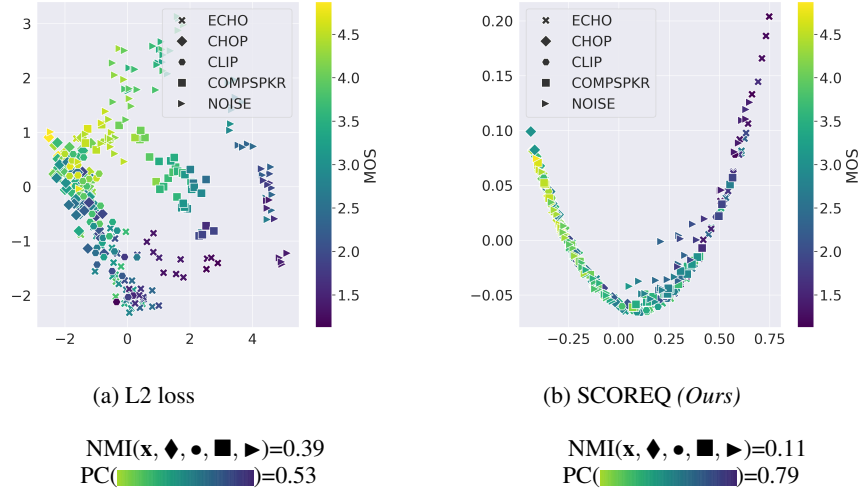 ECHO
CHOP
CLIP
COMPSPKR
NOISE
3
2
1
0
−1
−2
−2 0 2 4
4.5
4.0
3.5
3.0
2.5
2.0
1.5
MOS
(a) L2 loss
NMI(x, ♦, ●, ■, ►)=0.39
PC( )=0.53
ECHO
CHOP
CLIP
COMPSPKR
NOISE
0.20
0.15
0.10
0.05
0.00
−0.05
−0.25 0.00 0.25 0.50 0.75
4.5
4.0
3.5
3.0
2.5
2.0
1.5
MOS
(b) SCOREQ (Ours)
NMI(x, ♦, ●, ■, ►)=0.11
PC( )=0.79